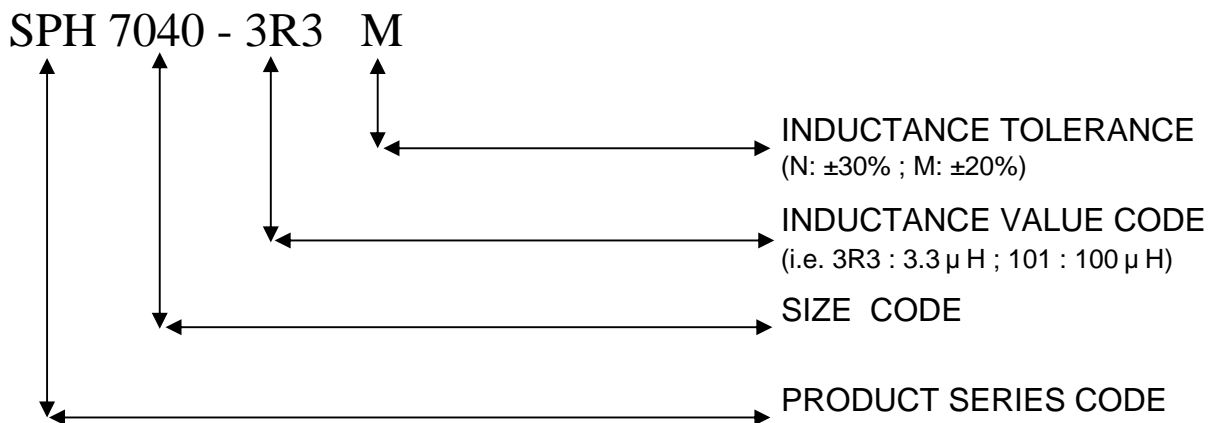 SPH 7040 - 3R3 M
INDUCTANCE TOLERANCE
(N: ±30% ; M: ±20%)
INDUCTANCE VALUE CODE
(i.e. 3R3 : 3.3 μ H ; 101 : 100 μ H)
SIZE CODE
PRODUCT SERIES CODE